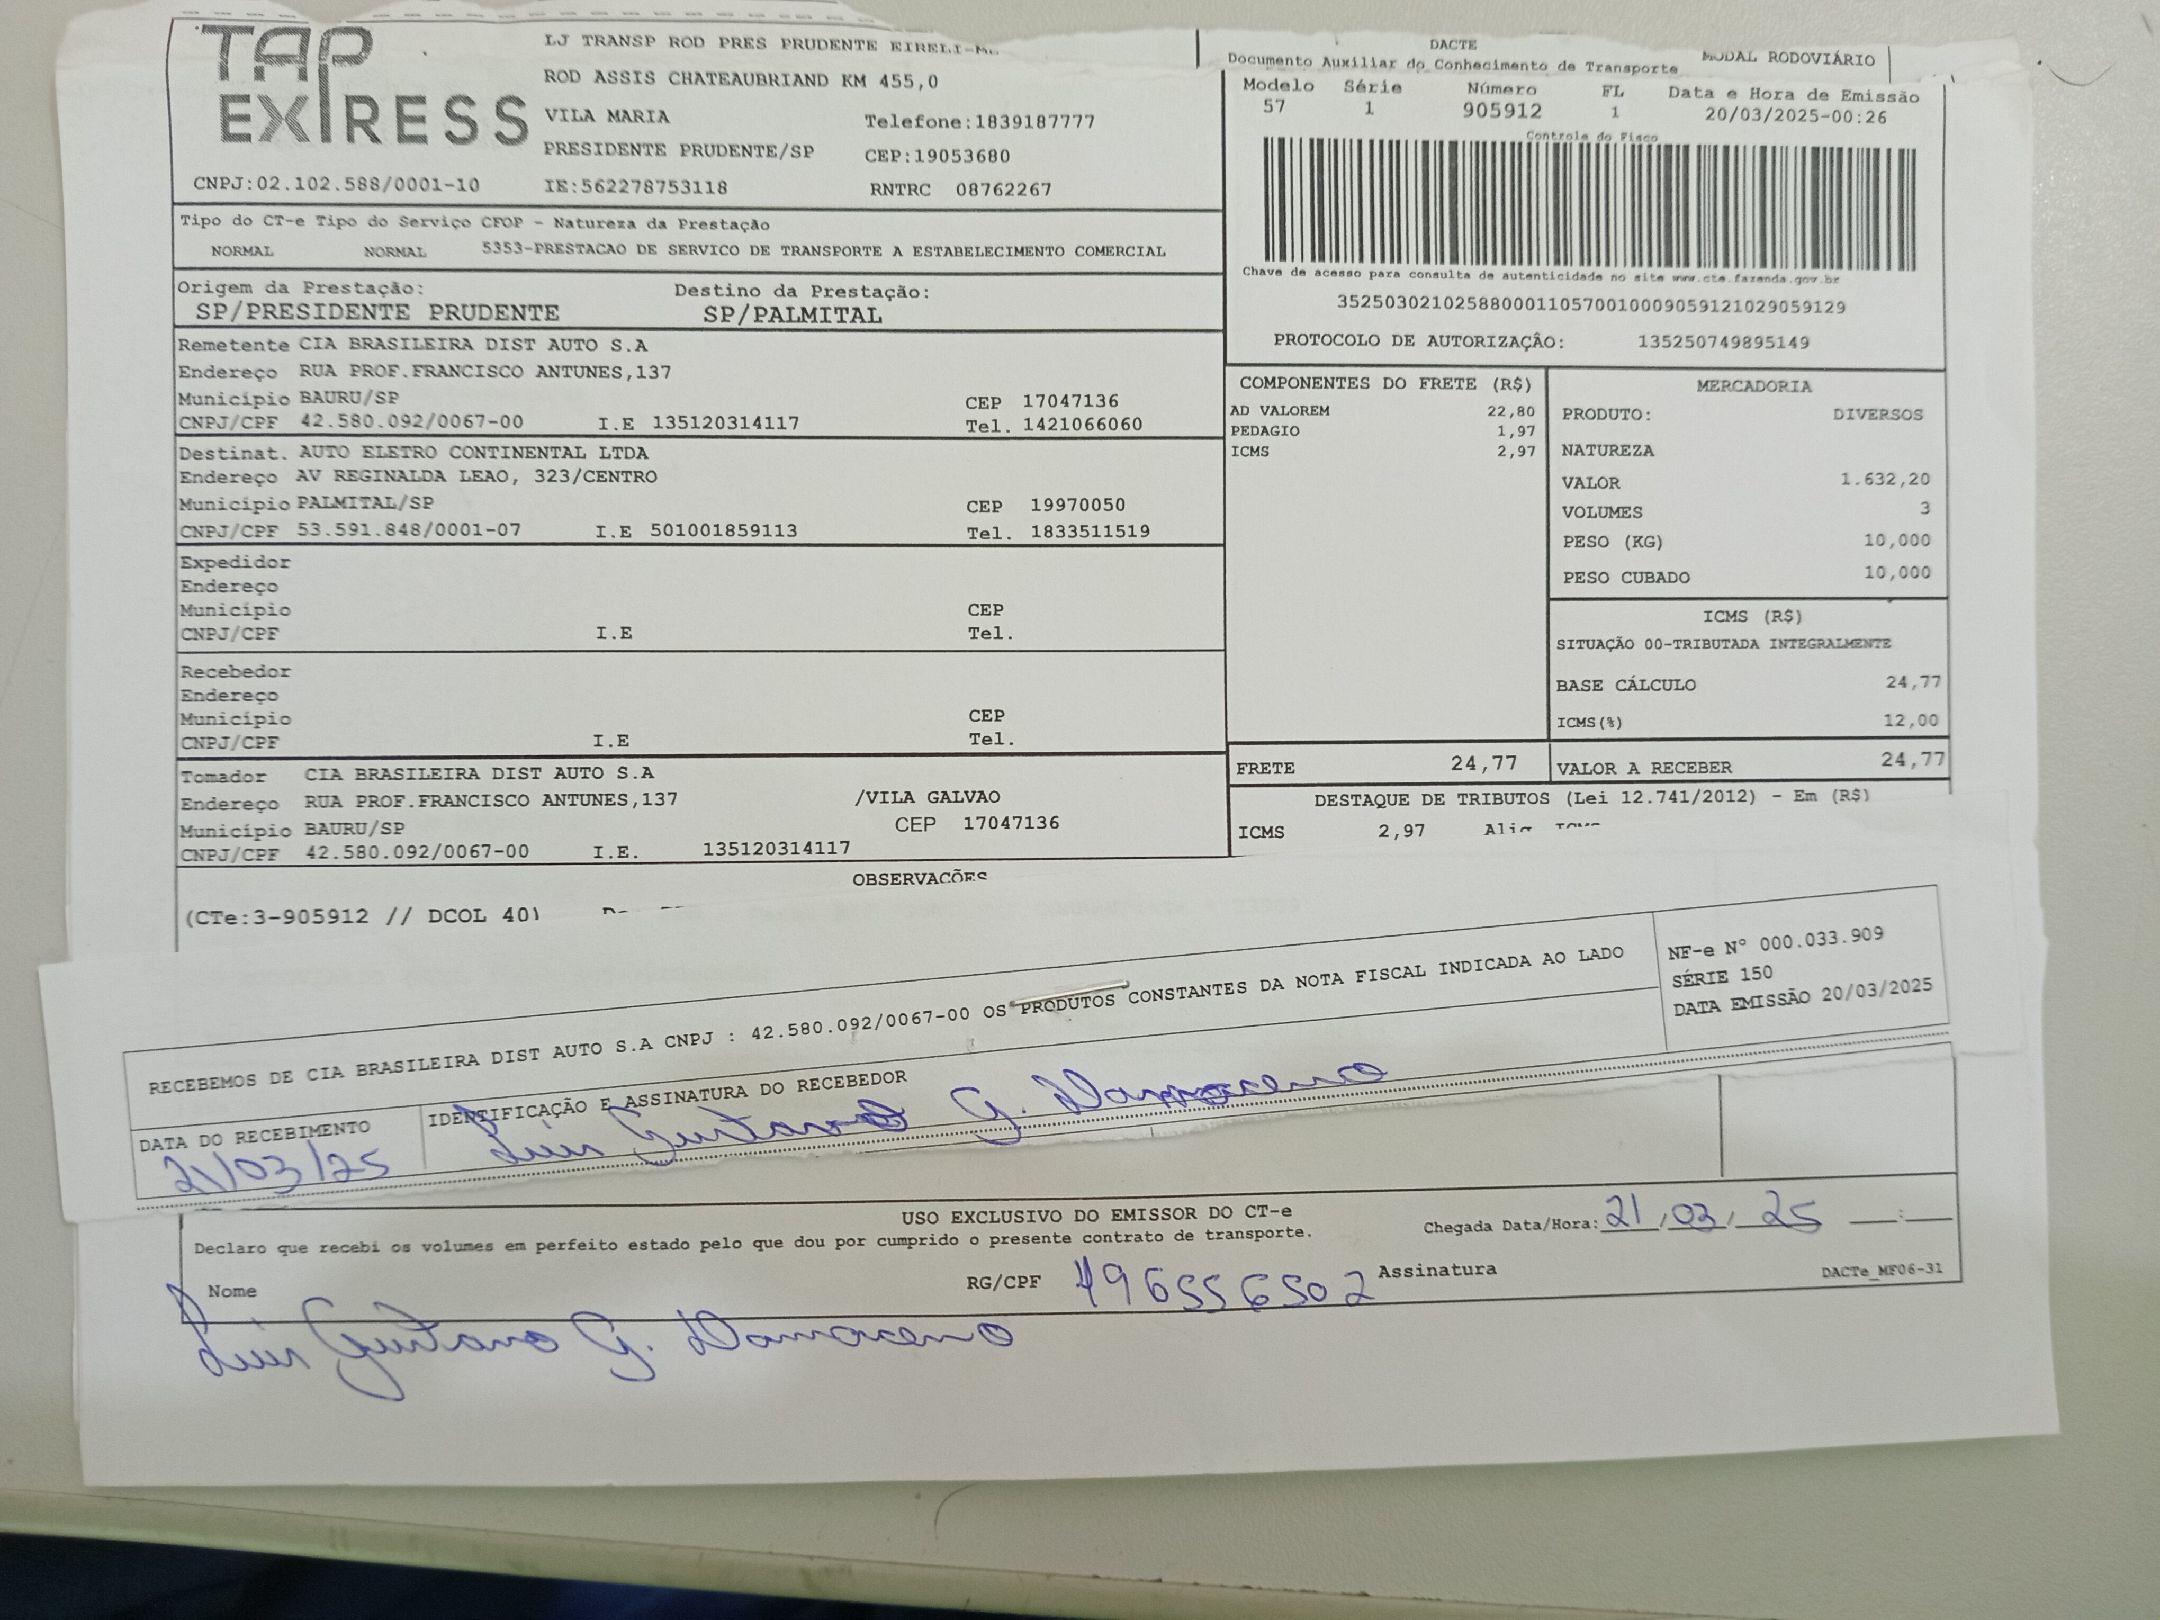 TAP EXPRESS
LJ TRANSP ROD PRES PRUDENTE EIRELI-ME
ROD ASSIS CHATEAUBRIAND KM 455,0
VILA MARIA Telefone:1839187777
PRESIDENTE PRUDENTE/SP CEP:19053680
CNPJ:02.102.588/0001-10 IE:562278753118 RNTRC 08762267
DACTE
Documento Auxiliar do Conhecimento de Transporte MODAL RODOVIÁRIO
Modelo Série Número FL Data e Hora de Emissão
57 1 905912 1 20/03/2025-00:26
Controle do Fisco
Chave de acesso para consulta de autenticidade no site www.cte.fazenda.gov.br
35250302102588000110570010009059121029059129
PROTOCOLO DE AUTORIZAÇÃO: 135250749895149
Tipo do CT-e Tipo do Serviço CFOP - Natureza da Prestação
NORMAL NORMAL 5353-PRESTACAO DE SERVICO DE TRANSPORTE A ESTABELECIMENTO COMERCIAL
Origem da Prestação: Destino da Prestação:
SP/PRESIDENTE PRUDENTE SP/PALMITAL
Remetente CIA BRASILEIRA DIST AUTO S.A
Endereço RUA PROF.FRANCISCO ANTUNES,137
Município BAURU/SP CEP 17047136
CNPJ/CPF 42.580.092/0067-00 I.E 135120314117 Tel. 1421066060
Destinat. AUTO ELETRO CONTINENTAL LTDA
Endereço AV REGINALDA LEAO, 323/CENTRO
Município PALMITAL/SP CEP 19970050
CNPJ/CPF 53.591.848/0001-07 I.E 501001859113 Tel. 1833511519
Expedidor
Endereço
Município CEP
CNPJ/CPF I.E Tel.
Recebedor
Endereço
Município CEP
CNPJ/CPF I.E Tel.
Tomador CIA BRASILEIRA DIST AUTO S.A
Endereço RUA PROF.FRANCISCO ANTUNES,137 /VILA GALVAO
Município BAURU/SP CEP 17047136
CNPJ/CPF 42.580.092/0067-00 I.E. 135120314117
COMPONENTES DO FRETE (R$)
AD VALOREM 22,80
PEDAGIO 1,97
ICMS 2,97
MERCADORIA
PRODUTO: DIVERSOS
NATUREZA
VALOR 1.632,20
VOLUMES 3
PESO (KG) 10,000
PESO CUBADO 10,000
ICMS (R$)
SITUAÇÃO 00-TRIBUTADA INTEGRALMENTE
BASE CÁLCULO 24,77
ICMS(%) 12,00
FRETE 24,77 VALOR A RECEBER 24,77
DESTAQUE DE TRIBUTOS (Lei 12.741/2012) - Em (R$)
ICMS 2,97
OBSERVAÇÕES
(CTe:3-905912 // DCOL 40)
RECEBEMOS DE CIA BRASILEIRA DIST AUTO S.A CNPJ : 42.580.092/0067-00 OS PRODUTOS CONSTANTES DA NOTA FISCAL INDICADA AO LADO
NF-e N° 000.033.909
SÉRIE 150
DATA EMISSÃO 20/03/2025
DATA DO RECEBIMENTO IDENTIFICAÇÃO E ASSINATURA DO RECEBEDOR
21/03/25 Luis Gustavo G. Damaceno
USO EXCLUSIVO DO EMISSOR DO CT-e
Declaro que recebi os volumes em perfeito estado pelo que dou por cumprido o presente contrato de transporte. Chegada Data/Hora: 21/03/25 __:__
Nome RG/CPF 496556502 Assinatura DACTe_MF06-31
Luis Gustavo G. Damaceno